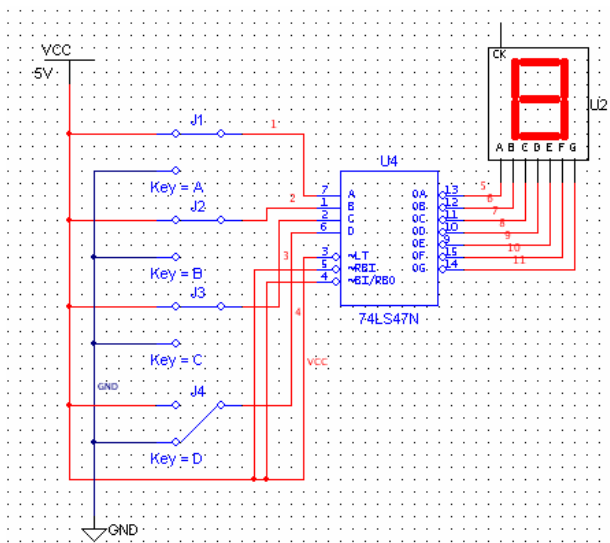 VCC
5V
J1
1
Key = A
J2
2
Key = B
J3
3
Key = C
4
VCC
GND
J4
Key = D
GND
U4
7 A OA 13
1 B OB 12
2 C OC 11
6 D OD 10
OE 9
3 ~LT OF 15
5 ~RBI OG 14
4 ~BI/RBO
74LS47N
5
6
7
8
9
10
11
CK
U2
A B C D E F G